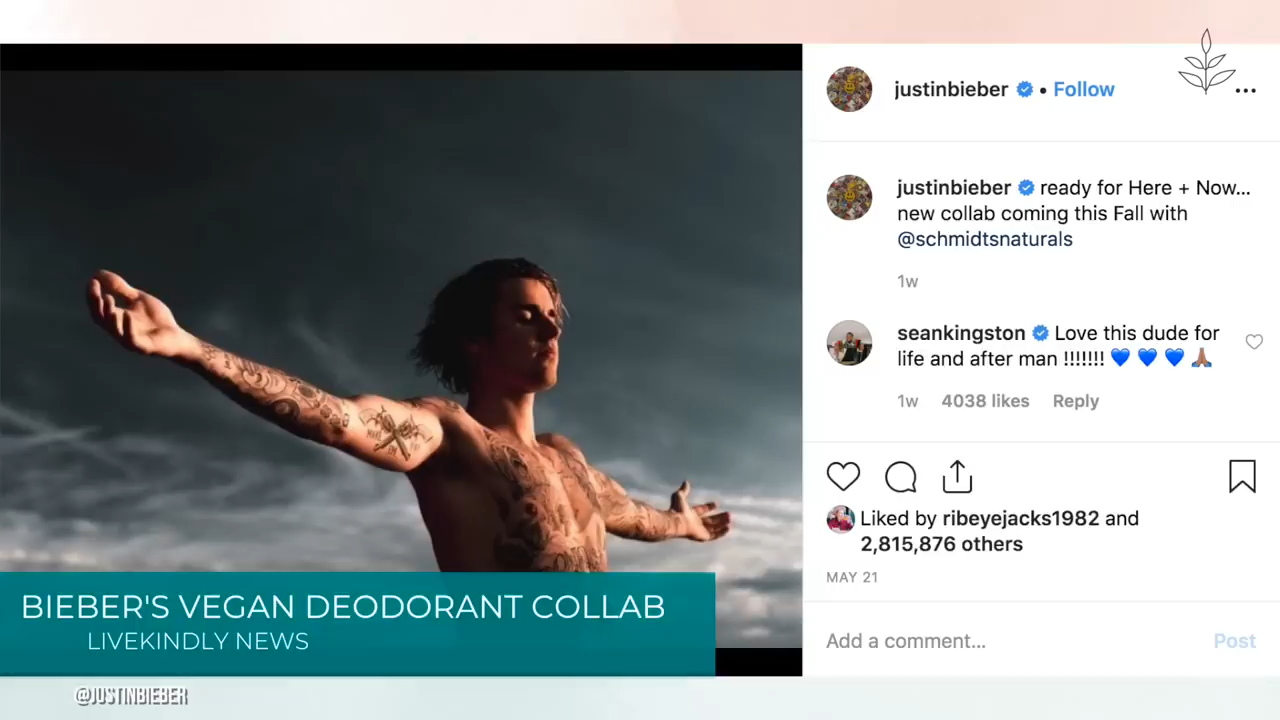 justinbieber • Follow
justinbieber ready for Here + Now...
new collab coming this Fall with
@schmidtsnaturals
1w
seankingston Love this dude for
life and after man !!!!!!! 💙 💙 💙 🙏🏽
1w 4038 likes Reply
Liked by ribeyejacks1982 and
2,815,876 others
MAY 21
Add a comment... Post
BIEBER'S VEGAN DEODORANT COLLAB
LIVEKINDLY NEWS
@JUSTINBIEBER